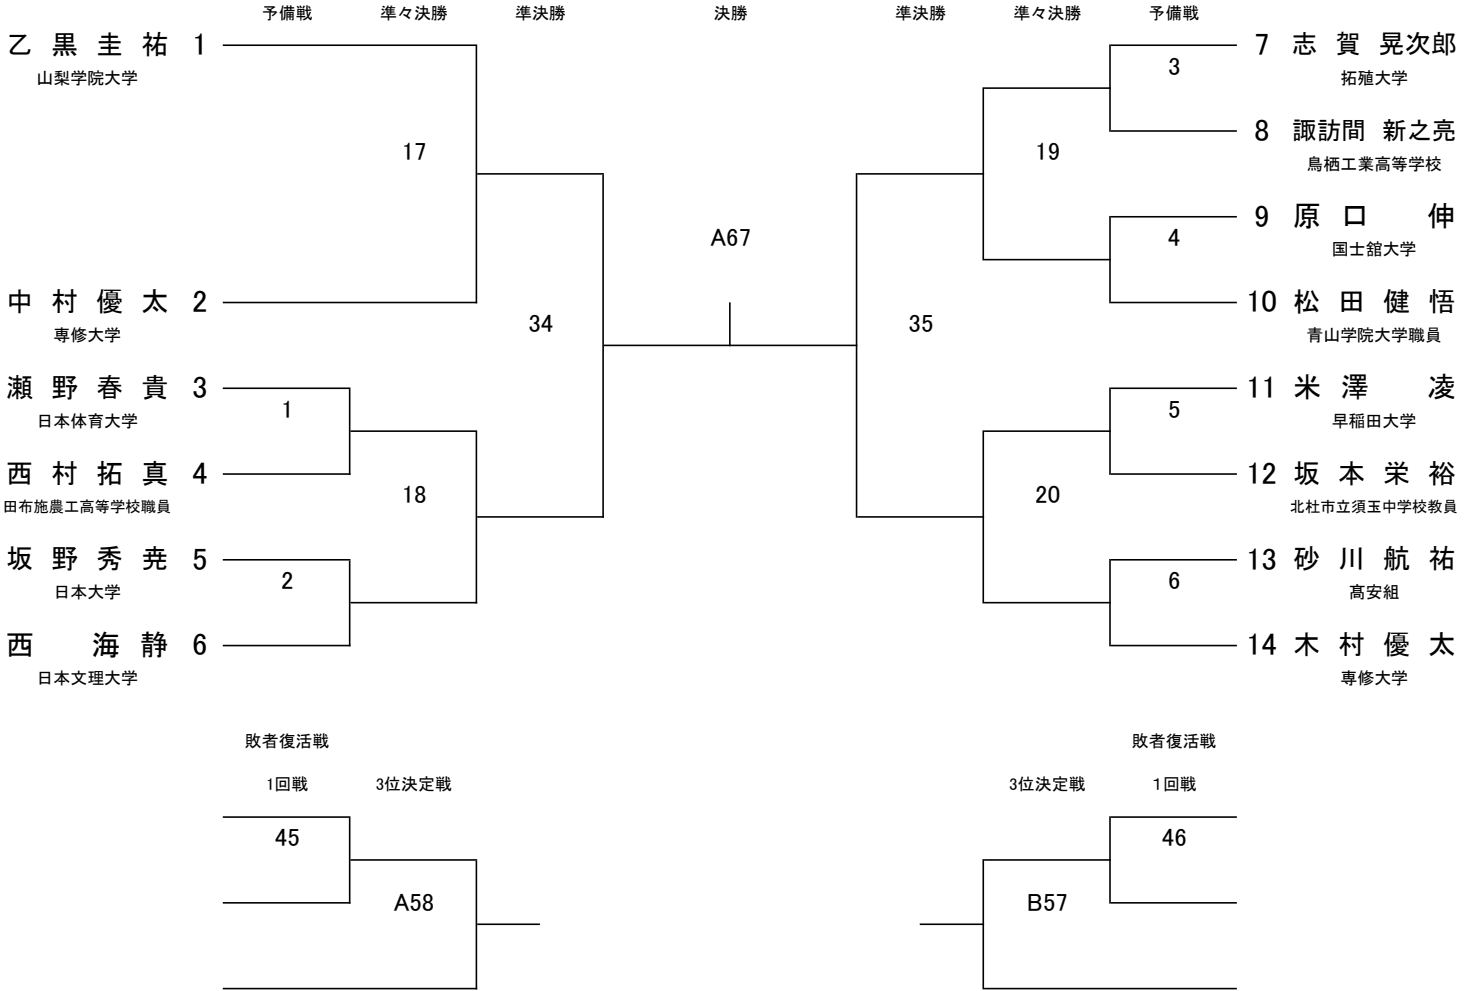 予備戦 準々決勝 準決勝 決勝 準決勝 準々決勝 予備戦
乙黒圭祐 1
山梨学院大学
17
中村優太 2
専修大学
瀬野春貴 3
日本体育大学
1
西村拓真 4
田布施農工高等学校職員
18
坂野秀尭 5
日本大学
2
西 海静 6
日本文理大学
34
A67
35
7 志賀 晃次郎
拓殖大学
3
8 諏訪間 新之亮
鳥栖工業高等学校
19
9 原口 伸
国士舘大学
4
10 松田健悟
青山学院大学職員
11 米澤 凌
早稲田大学
5
12 坂本栄裕
北杜市立須玉中学校教員
20
13 砂川航祐
髙安組
6
14 木村優太
専修大学
敗者復活戦
1回戦 3位決定戦
45
A58
敗者復活戦
3位決定戦 1回戦
46
B57